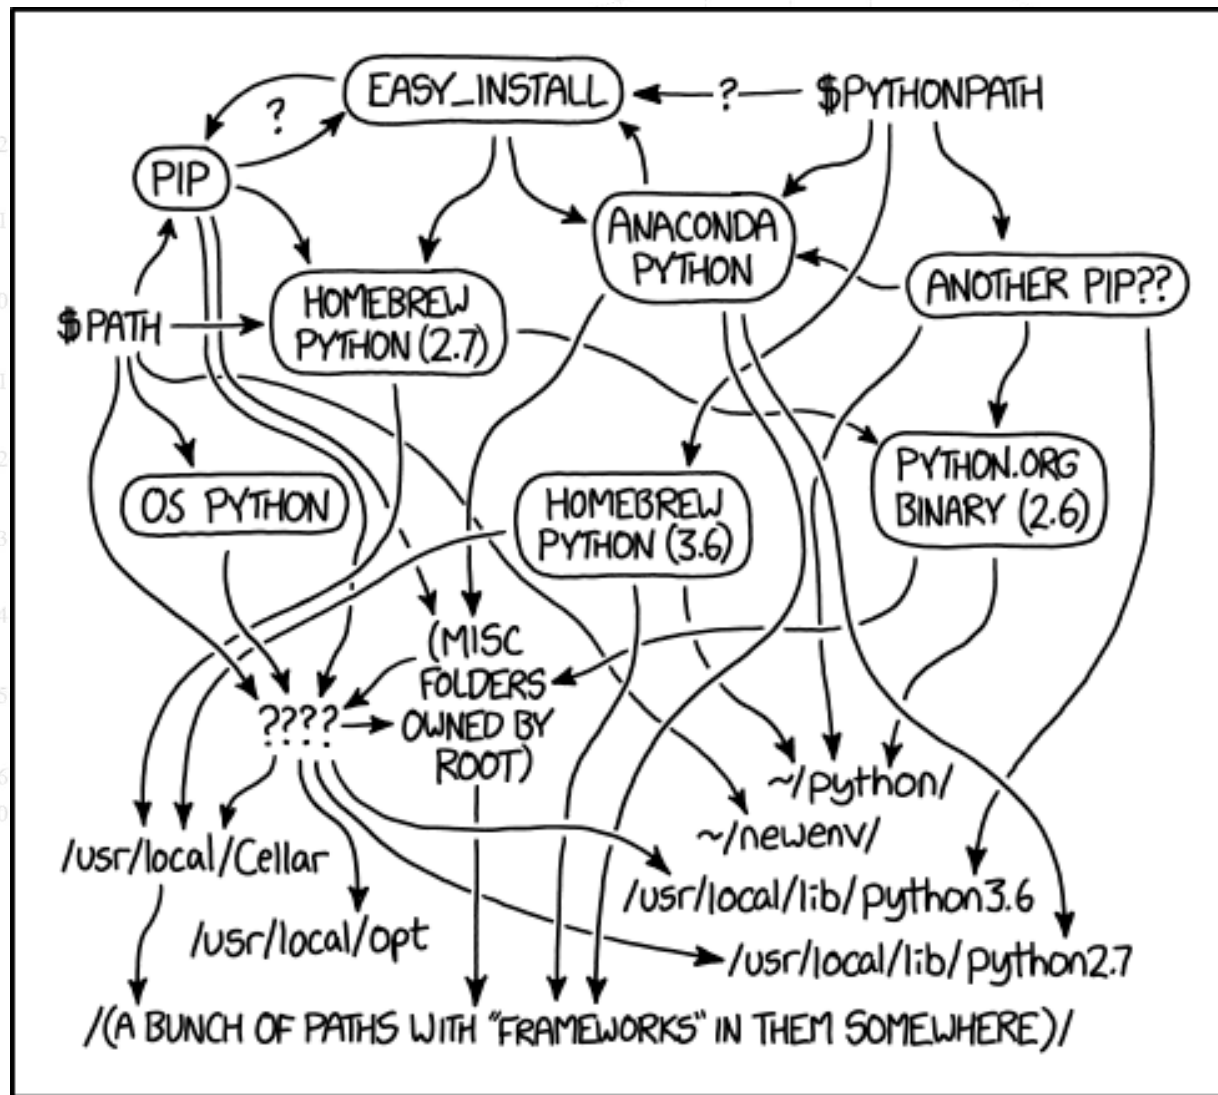 EASY_INSTALL
?
$PYTHONPATH
?
PIP
ANACONDA
PYTHON
ANOTHER PIP??
HOMEBREW
PYTHON (2.7)
$PATH
OS PYTHON
HOMEBREW
PYTHON (3.6)
PYTHON.ORG
BINARY (2.6)
(MISC
FOLDERS
OWNED BY
ROOT)
????
~/python/
~/newenv/
/usr/local/Cellar
/usr/local/lib/python3.6
/usr/local/opt
/usr/local/lib/python2.7
/(A BUNCH OF PATHS WITH "FRAMEWORKS" IN THEM SOMEWHERE)/